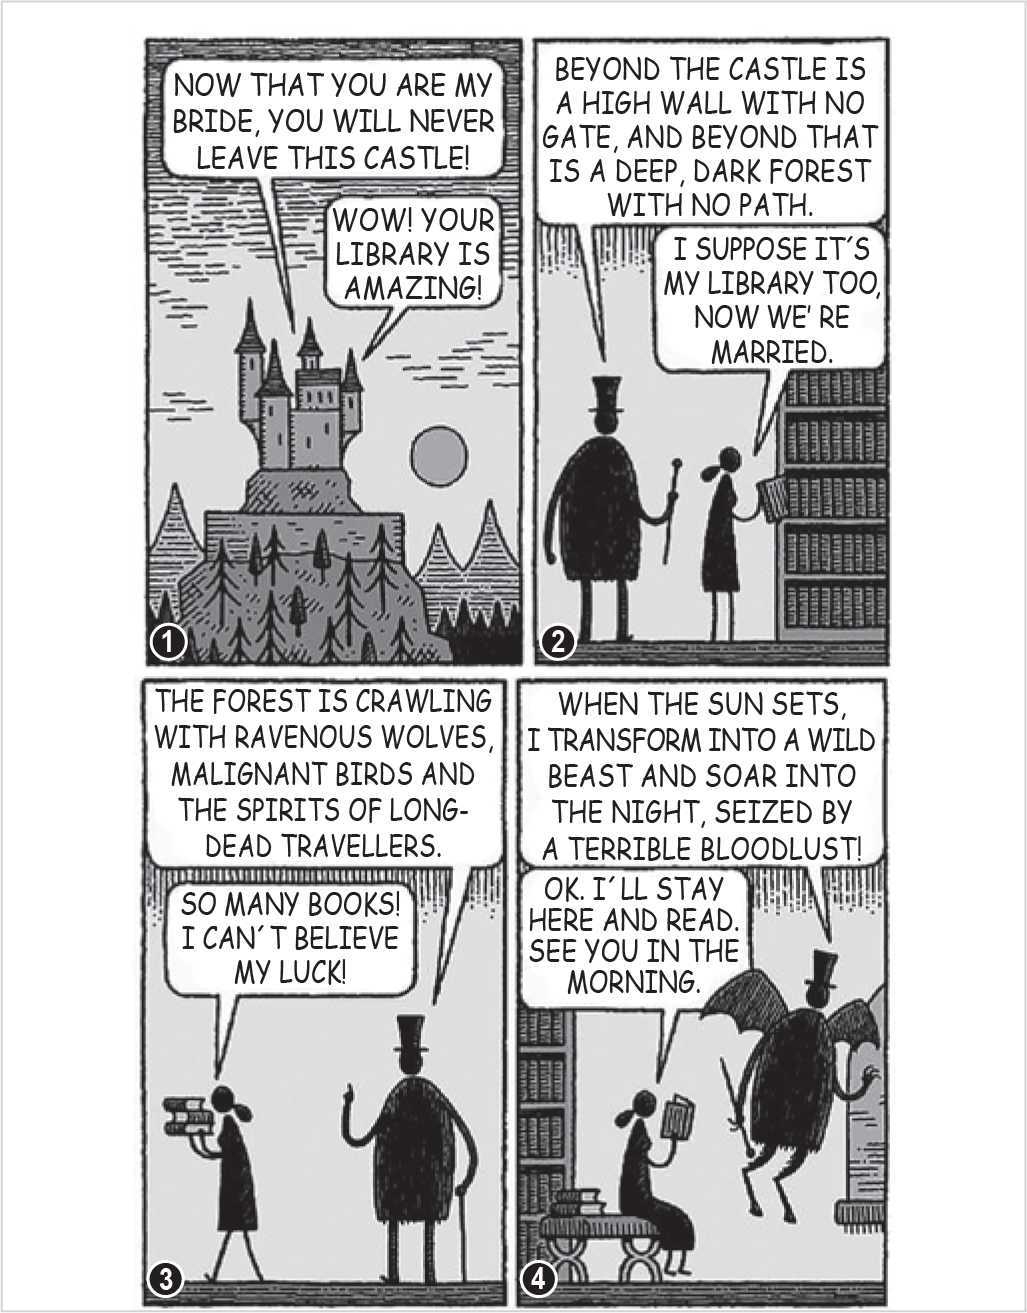 NOW THAT YOU ARE MY
BRIDE, YOU WILL NEVER
LEAVE THIS CASTLE!
WOW! YOUR
LIBRARY IS
AMAZING!
1
BEYOND THE CASTLE IS
A HIGH WALL WITH NO
GATE, AND BEYOND THAT
IS A DEEP, DARK FOREST
WITH NO PATH.
I SUPPOSE IT´S
MY LIBRARY TOO,
NOW WE' RE
MARRIED.
2
THE FOREST IS CRAWLING
WITH RAVENOUS WOLVES,
MALIGNANT BIRDS AND
THE SPIRITS OF LONG-
DEAD TRAVELLERS.
SO MANY BOOKS!
I CAN´ T BELIEVE
MY LUCK!
3
WHEN THE SUN SETS,
I TRANSFORM INTO A WILD
BEAST AND SOAR INTO
THE NIGHT, SEIZED BY
A TERRIBLE BLOODLUST!
OK. I´LL STAY
HERE AND READ.
SEE YOU IN THE
MORNING.
4